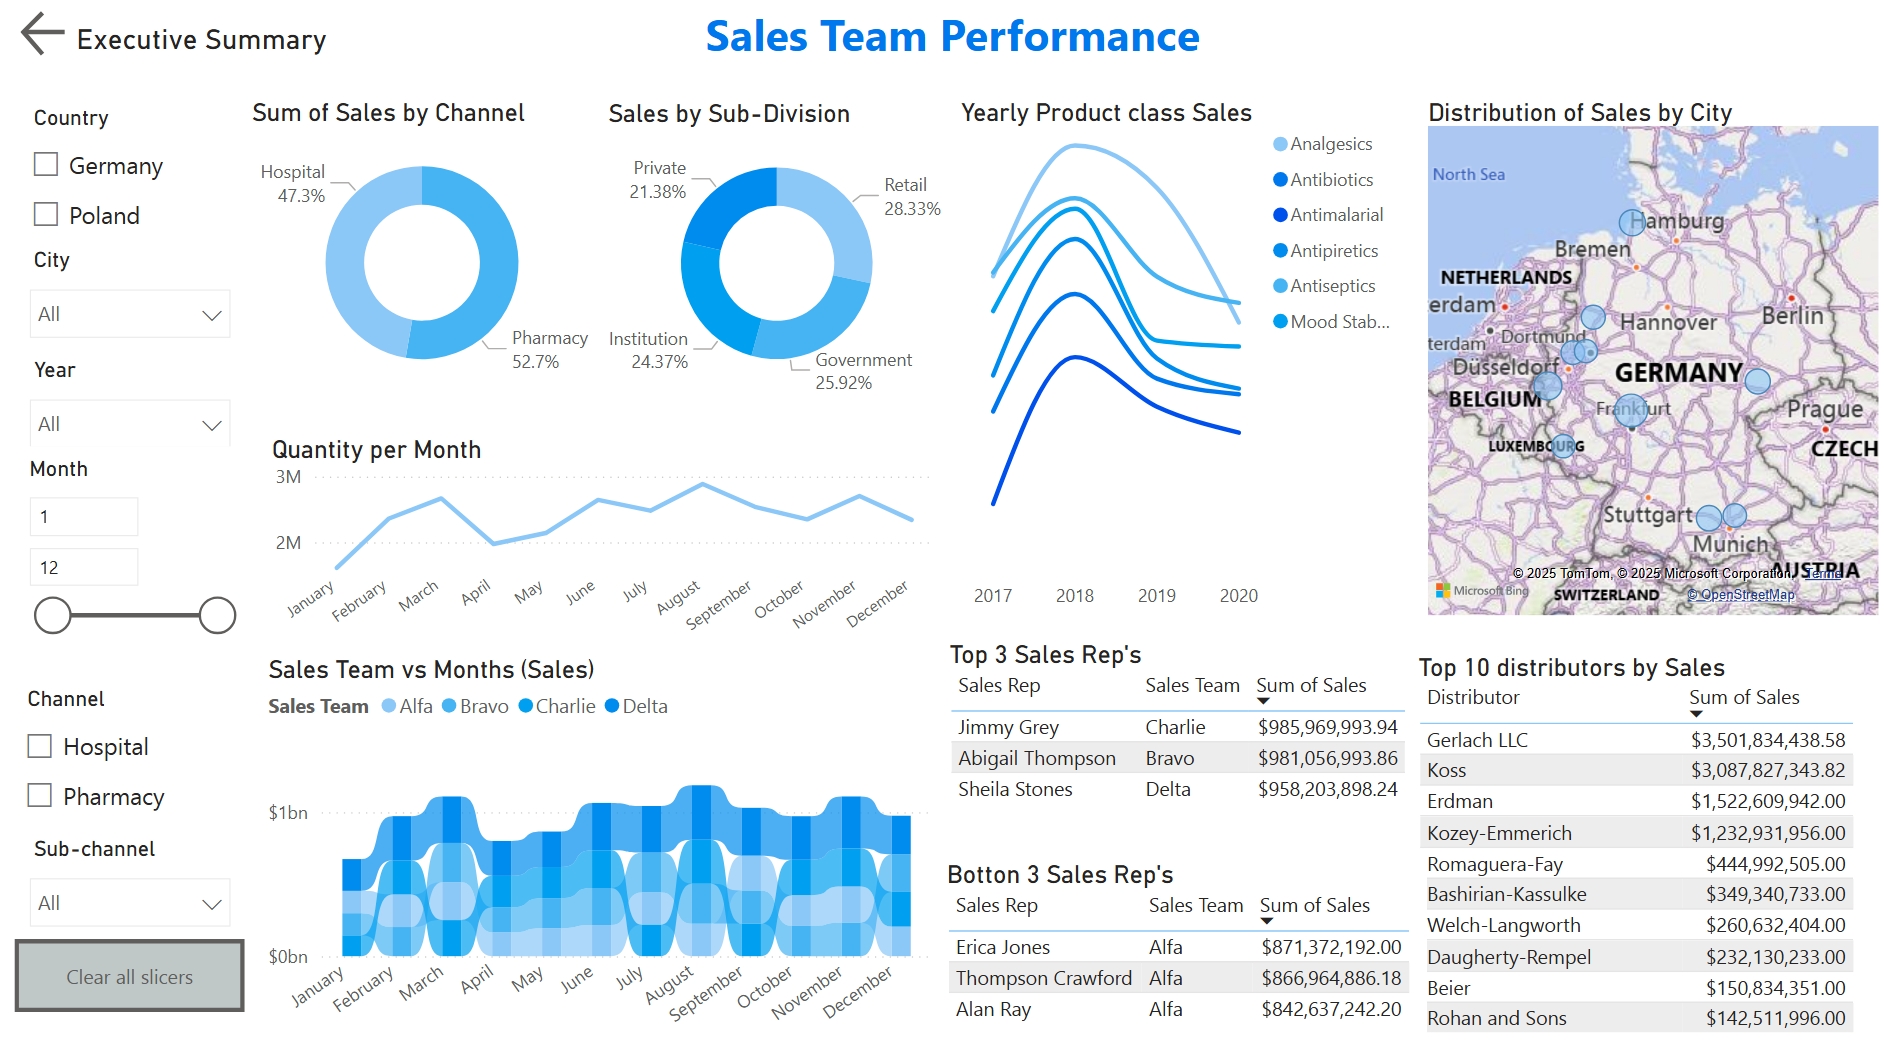 Executive Summary
Sales Team Performance
Country
Germany
Poland
City
All
Year
All
Month
1
12
Channel
Hospital
Pharmacy
Sub-channel
All
Clear all slicers
Sum of Sales by Channel
Hospital
47.3%
Pharmacy
52.7%
Sales by Sub-Division
Private
21.38%
Retail
28.33%
Institution
24.37%
Government
25.92%
Quantity per Month
3M
2M
January
February
March
April
May
June
July
August
September
October
November
December
Sales Team vs Months (Sales)
Sales Team Alfa Bravo Charlie Delta
$1bn
$0bn
January
February
March
April
May
June
July
August
September
October
November
December
Yearly Product class Sales
Analgesics
Antibiotics
Antimalarial
Antipiretics
Antiseptics
Mood Stab...
2017 2018 2019 2020
Distribution of Sales by City
North Sea
Hamburg
Bremen
NETHERLANDS
erdam
Hannover
Berlin
terdam
Dortmund
Düsseldorf
GERMANY
BELGIUM
Frankfurt
Prague
LUXEMBOURG
CZECH
Stuttgart
Munich
AUSTRIA
© 2025 TomTom, © 2025 Microsoft Corporation, Terms
Microsoft Bing
SWITZERLAND
© OpenStreetMap
Top 3 Sales Rep's
Sales Rep Sales Team Sum of Sales
Jimmy Grey Charlie $985,969,993.94
Abigail Thompson Bravo $981,056,993.86
Sheila Stones Delta $958,203,898.24
Botton 3 Sales Rep's
Sales Rep Sales Team Sum of Sales
Erica Jones Alfa $871,372,192.00
Thompson Crawford Alfa $866,964,886.18
Alan Ray Alfa $842,637,242.20
Top 10 distributors by Sales
Distributor Sum of Sales
Gerlach LLC $3,501,834,438.58
Koss $3,087,827,343.82
Erdman $1,522,609,942.00
Kozey-Emmerich $1,232,931,956.00
Romaguera-Fay $444,992,505.00
Bashirian-Kassulke $349,340,733.00
Welch-Langworth $260,632,404.00
Daugherty-Rempel $232,130,233.00
Beier $150,834,351.00
Rohan and Sons $142,511,996.00